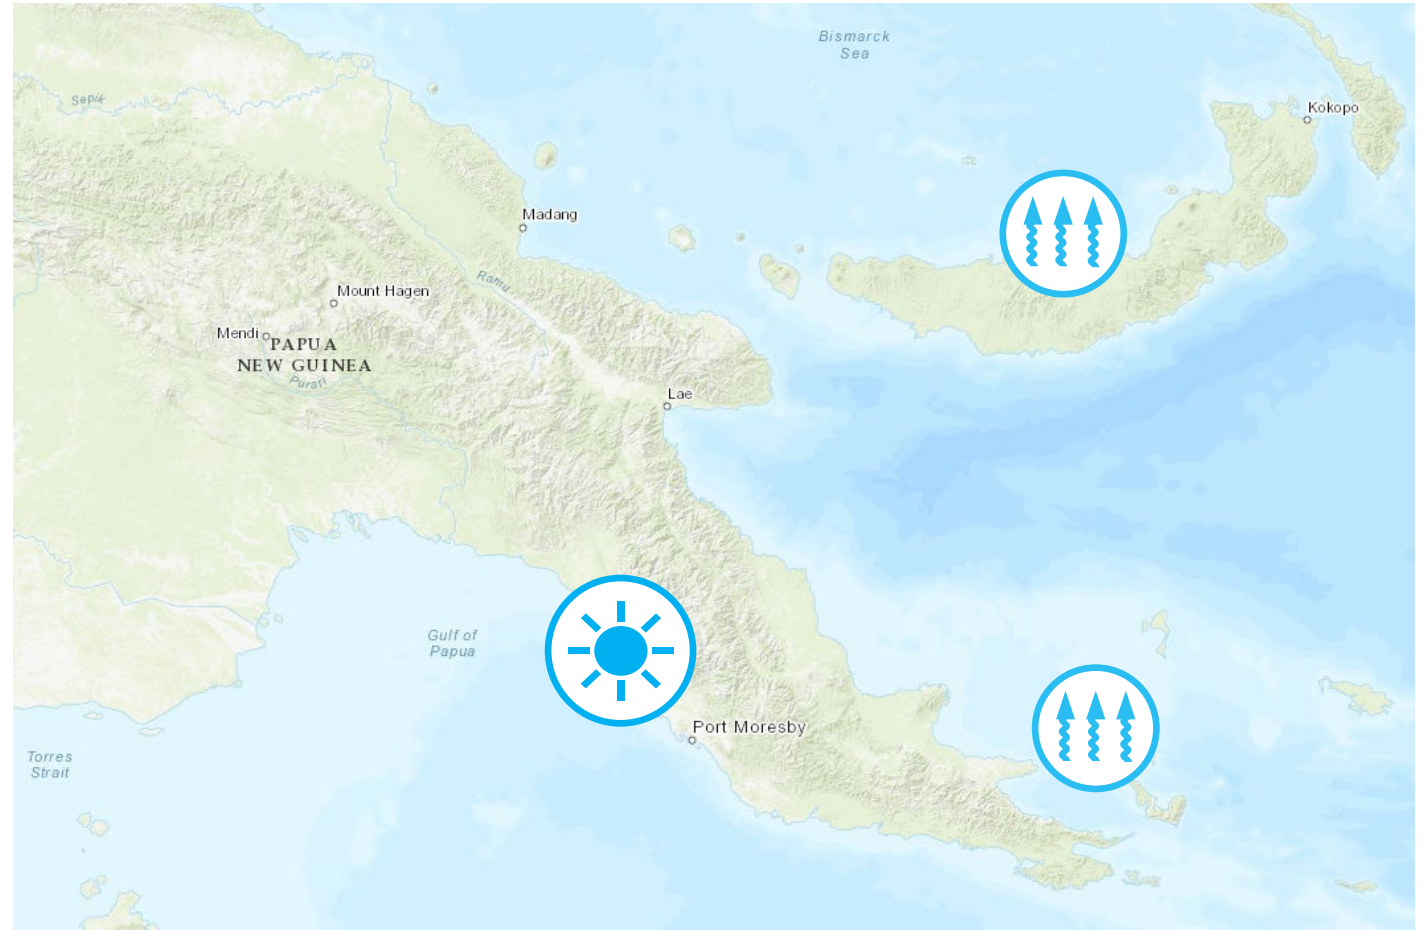 Bismarck
Sea
Kokopo
Sepik
Madang
Ramu
Mount Hagen
Mendi
PAPUA
NEW GUINEA
Purari
Lae
Gulf of
Papua
Port Moresby
Torres
Strait